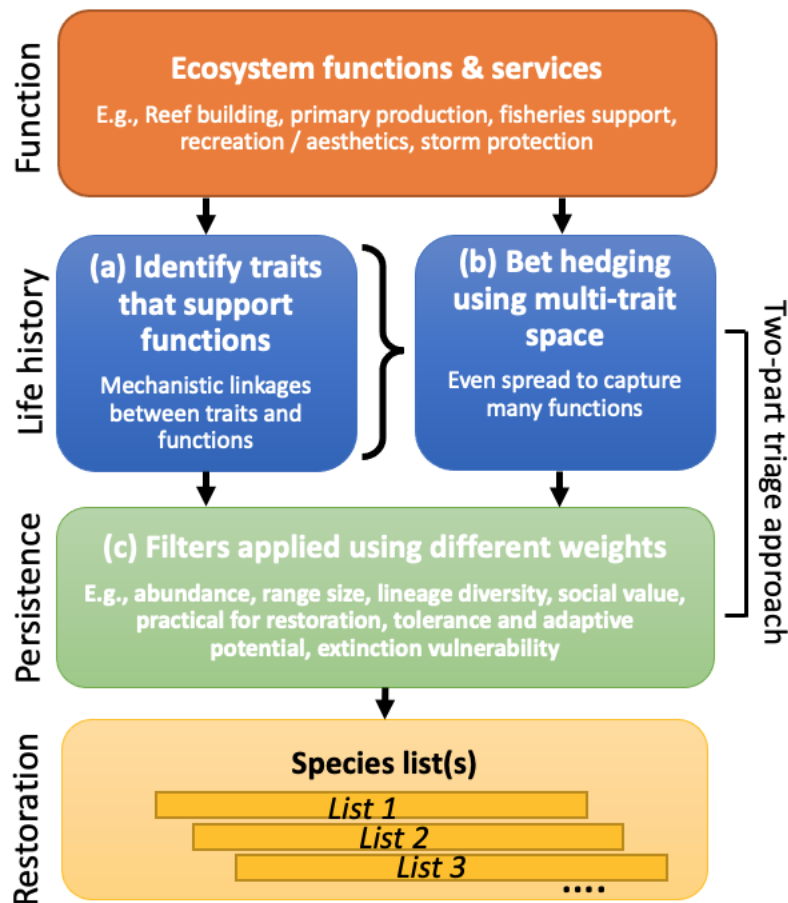 Function
Ecosystem functions & services
E.g., Reef building, primary production, fisheries support,
recreation / aesthetics, storm protection
Life history
(a) Identify traits
that support
functions
Mechanistic linkages
between traits and
functions
(b) Bet hedging
using multi-trait
space
Even spread to capture
many functions
Two-part triage approach
Persistence
(c) Filters applied using different weights
E.g., abundance, range size, lineage diversity, social value,
practical for restoration, tolerance and adaptive
potential, extinction vulnerability
Restoration
Species list(s)
List 1
List 2
List 3
....